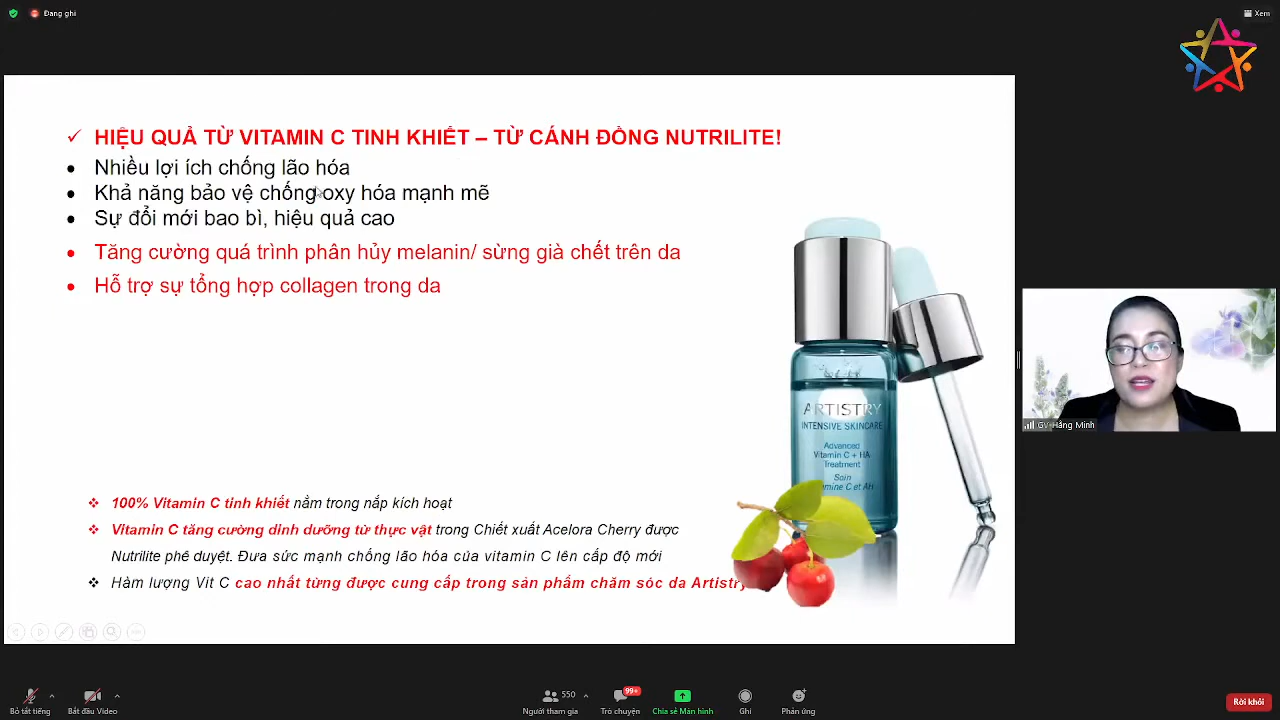 Đang ghi
Xem
HIỆU QUẢ TỪ VITAMIN C TINH KHIẾT – TỪ CÁNH ĐỒNG NUTRILITE!
Nhiều lợi ích chống lão hóa
Khả năng bảo vệ chống oxy hóa mạnh mẽ
Sự đổi mới bao bì, hiệu quả cao
Tăng cường quá trình phân hủy melanin/ sừng già chết trên da
Hỗ trợ sự tổng hợp collagen trong da
ARTISTRY
INTENSIVE SKINCARE
Advanced
Vitamin C + HA
Treatment
Soin
mine C et AH
GV-Hằng Minh
100% Vitamin C tinh khiết nằm trong nắp kích hoạt
Vitamin C tăng cường dinh dưỡng từ thực vật trong Chiết xuất Acelora Cherry được
Nutrilite phê duyệt. Đưa sức mạnh chống lão hóa của vitamin C lên cấp độ mới
Hàm lượng Vit C cao nhất từng được cung cấp trong sản phẩm chăm sóc da Artistry
Bỏ tắt tiếng
Bắt đầu Video
550
Người tham gia
99+
Trò chuyện
Chia sẻ Màn hình
Ghi
Phản ứng
Rời khỏi